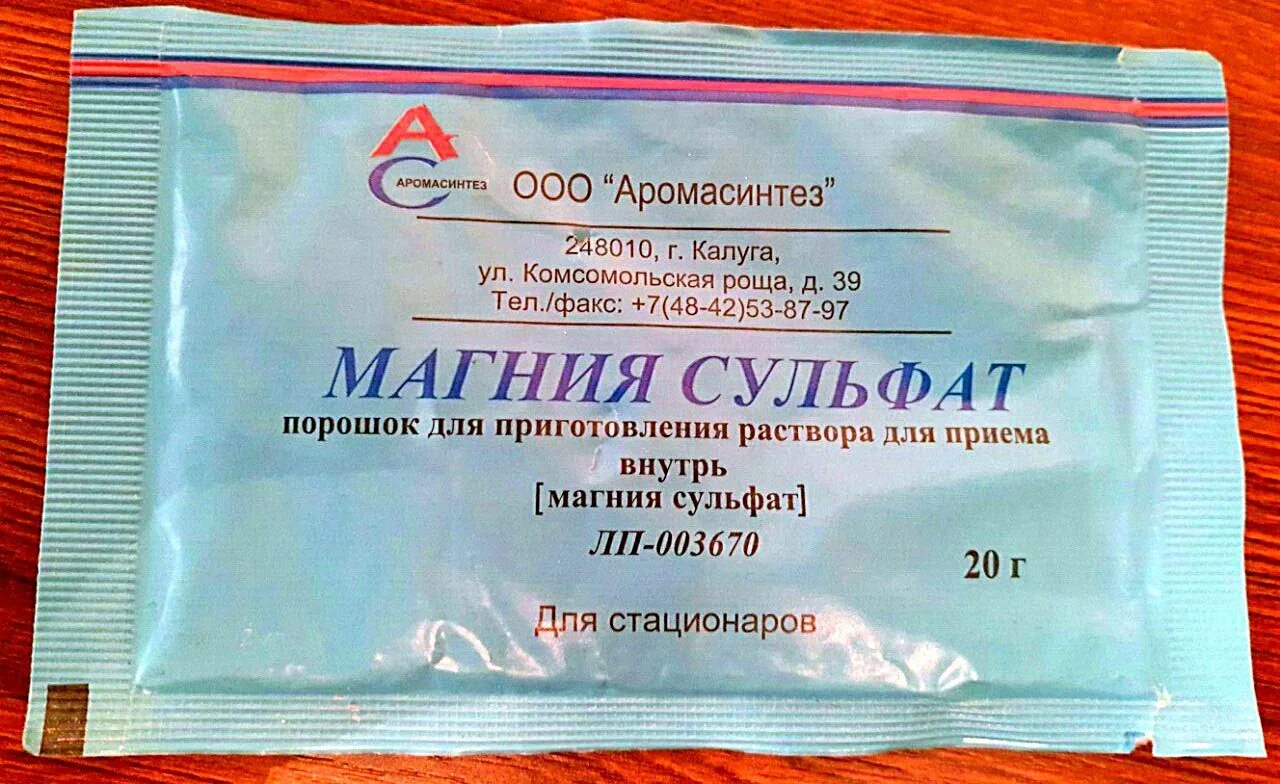 А
С
АРОМАСИНТЕЗ
ООО “Аромасинтез”
248010, г. Калуга,
ул. Комсомольская роща, д. 39
Тел./факс: +7(48-42)53-87-97
МАГНИЯ СУЛЬФАТ
порошок для приготовления раствора для приема
внутрь
[магния сульфат]
ЛП-003670
20 г
Для стационаров